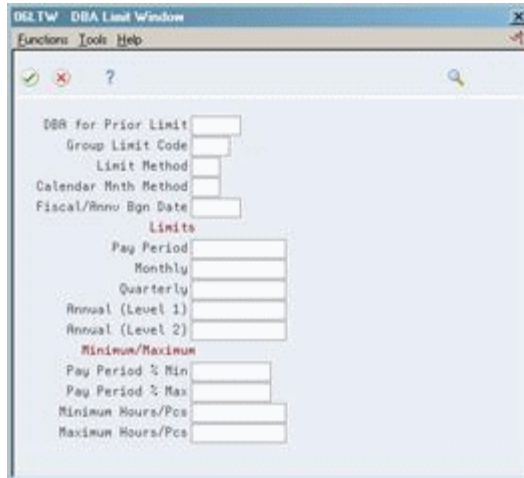 06LTW DBA Limit Window
Functions Tools Help
?
DBA for Prior Limit
Group Limit Code
Limit Method
Calendar Mnth Method
Fiscal/Annv Bgn Date
Limits
Pay Period
Monthly
Quarterly
Annual (Level 1)
Annual (Level 2)
Minimum/Maximum
Pay Period % Min
Pay Period % Max
Minimum Hours/Pcs
Maximum Hours/Pcs